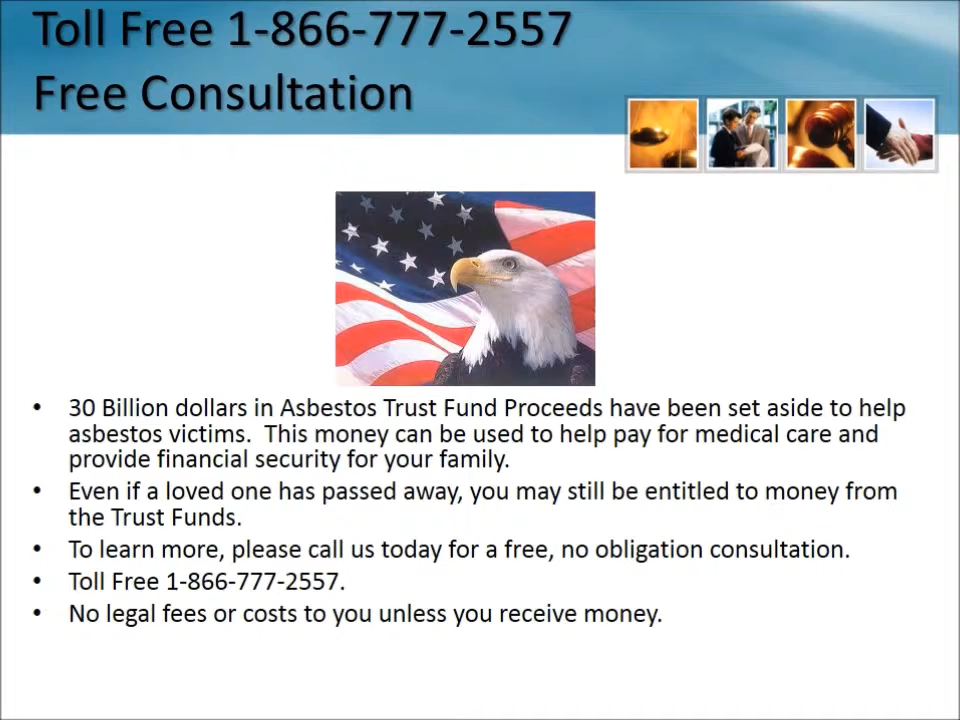 Toll Free 1-866-777-2557
Free Consultation
• 30 Billion dollars in Asbestos Trust Fund Proceeds have been set aside to help
asbestos victims.  This money can be used to help pay for medical care and
provide financial security for your family.
• Even if a loved one has passed away, you may still be entitled to money from
the Trust Funds.
• To learn more, please call us today for a free, no obligation consultation.
• Toll Free 1-866-777-2557.
• No legal fees or costs to you unless you receive money.